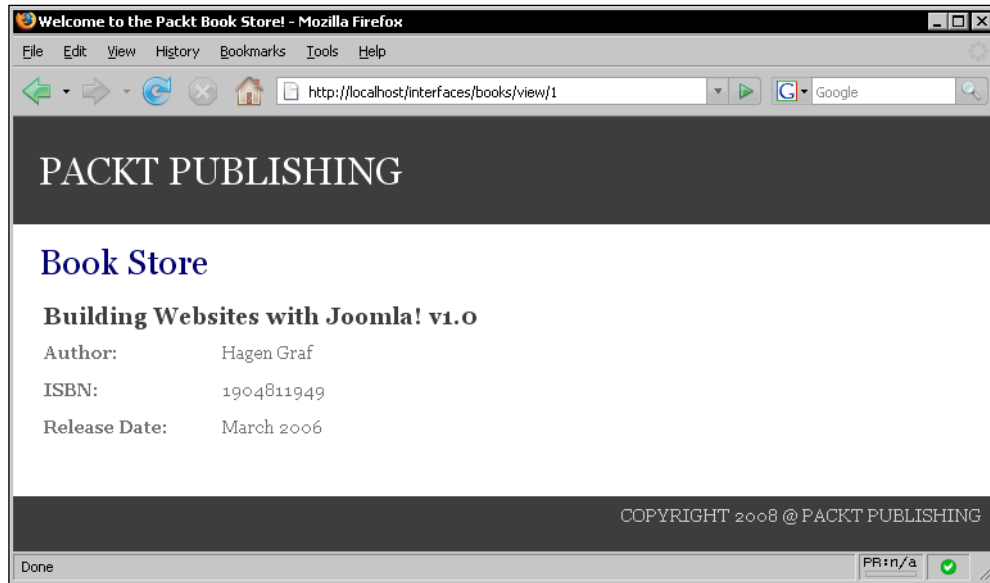 Welcome to the Packt Book Store! - Mozilla Firefox
File Edit View History Bookmarks Tools Help
http://localhost/interfaces/books/view/1 G Google
PACKT PUBLISHING
Book Store
Building Websites with Joomla! v1.0
Author: Hagen Graf
ISBN: 1904811949
Release Date: March 2006
COPYRIGHT 2008 @ PACKT PUBLISHING
Done PR:n/a